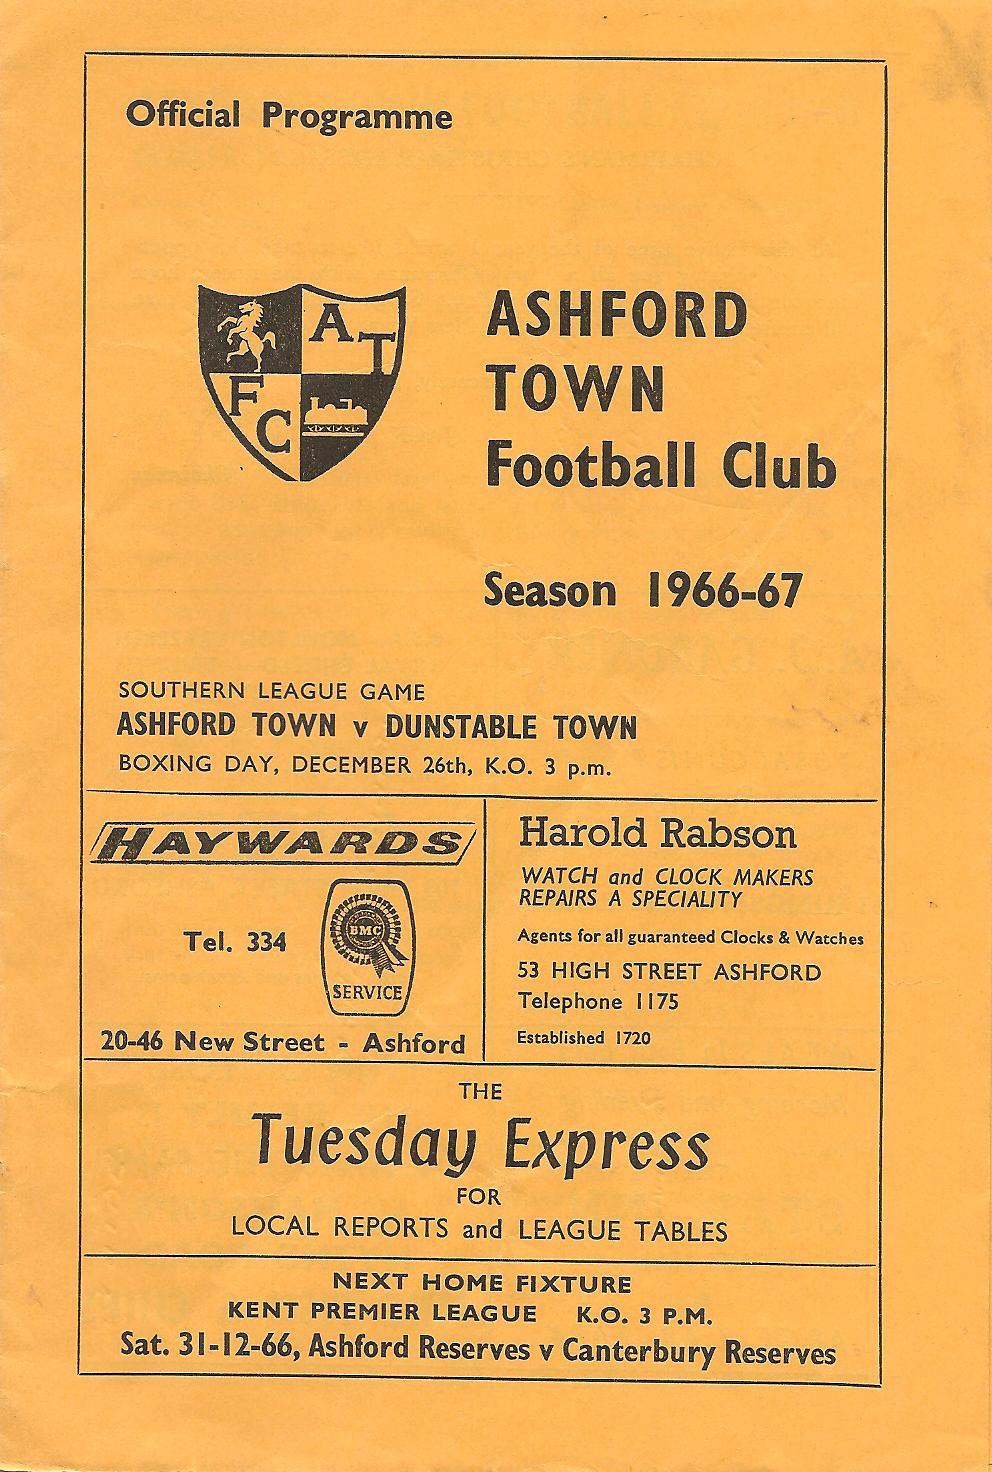 Official Programme
A T
F C
ASHFORD
TOWN
Football Club
Season 1966-67
SOUTHERN LEAGUE GAME
ASHFORD TOWN v DUNSTABLE TOWN
BOXING DAY, DECEMBER 26th, K.O. 3 p.m.
HAYWARDS
Tel. 334
BMC
SERVICE
20-46 New Street - Ashford
Harold Rabson
WATCH and CLOCK MAKERS
REPAIRS A SPECIALITY
Agents for all guaranteed Clocks & Watches
53 HIGH STREET ASHFORD
Telephone 1175
Established 1720
THE
Tuesday Express
FOR
LOCAL REPORTS and LEAGUE TABLES
NEXT HOME FIXTURE
KENT PREMIER LEAGUE K.O. 3 P.M.
Sat. 31-12-66, Ashford Reserves v Canterbury Reserves